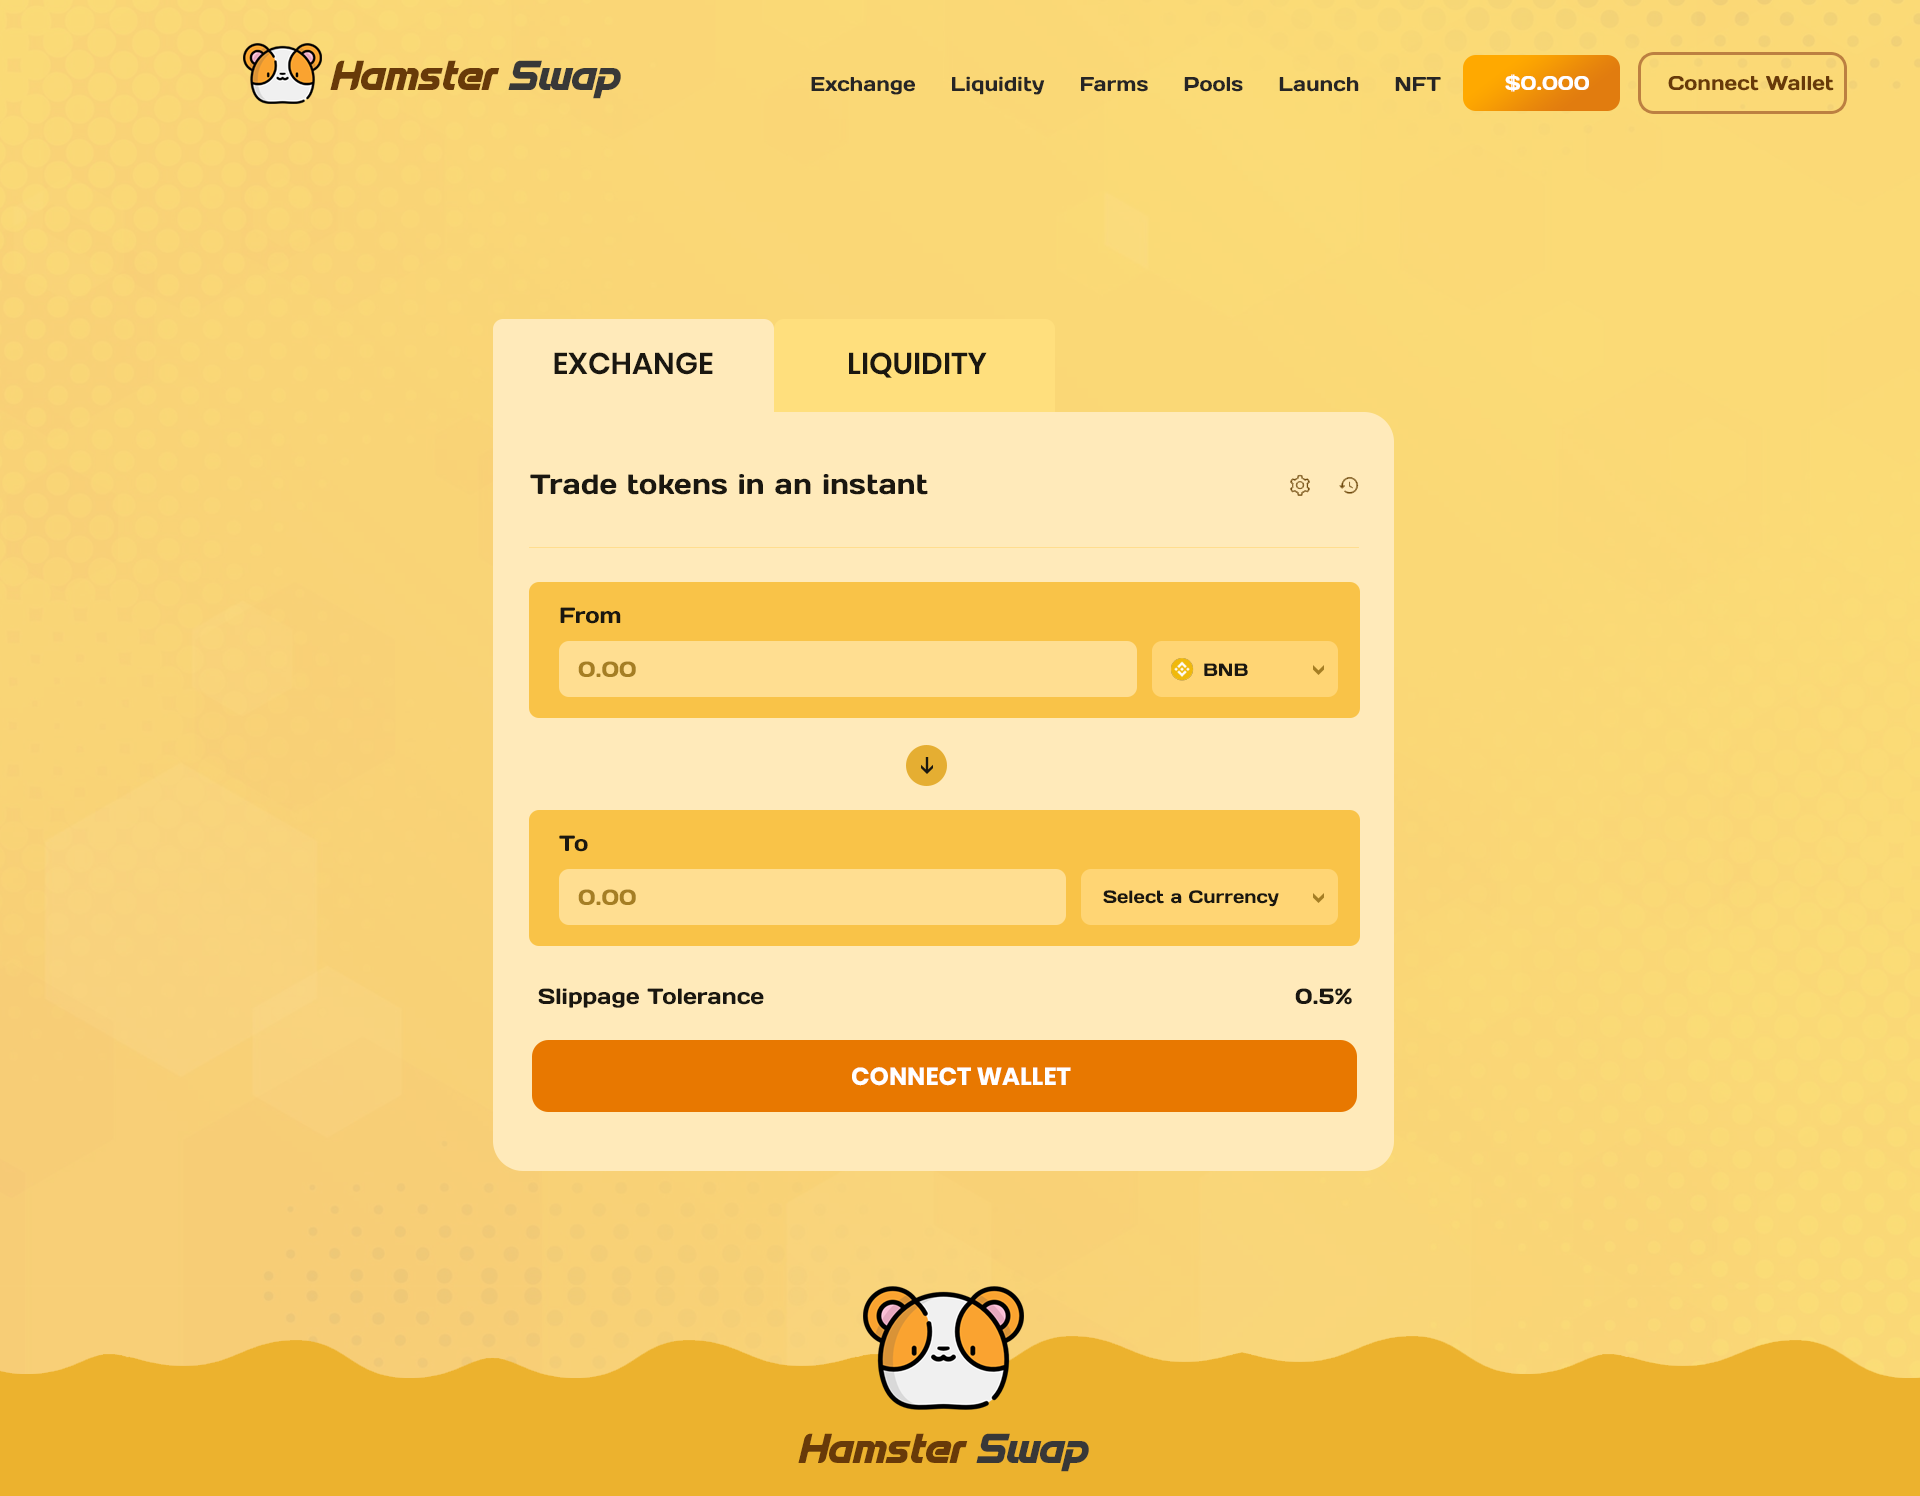 Hamster Swap
Exchange Liquidity Farms Pools Launch NFT $0.000 Connect Wallet
EXCHANGE LIQUIDITY
Trade tokens in an instant
From
0.00 BNB
To
0.00 Select a Currency
Slippage Tolerance 0.5%
CONNECT WALLET
Hamster Swap